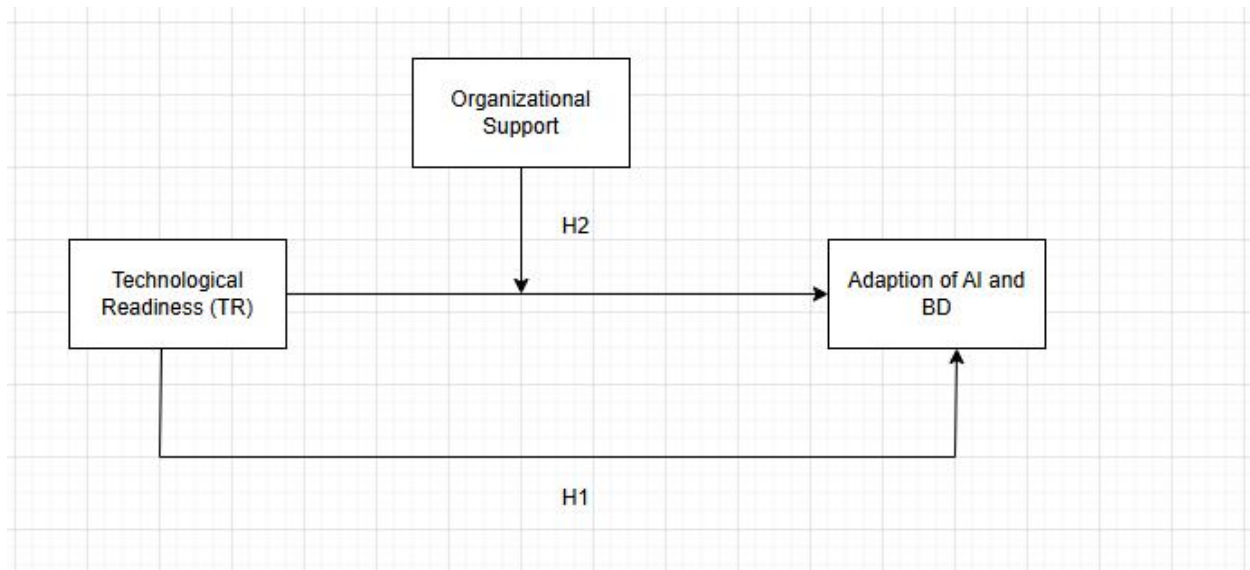 Organizational
Support
H2
Technological
Readiness (TR)
Adaption of AI and
BD
H1